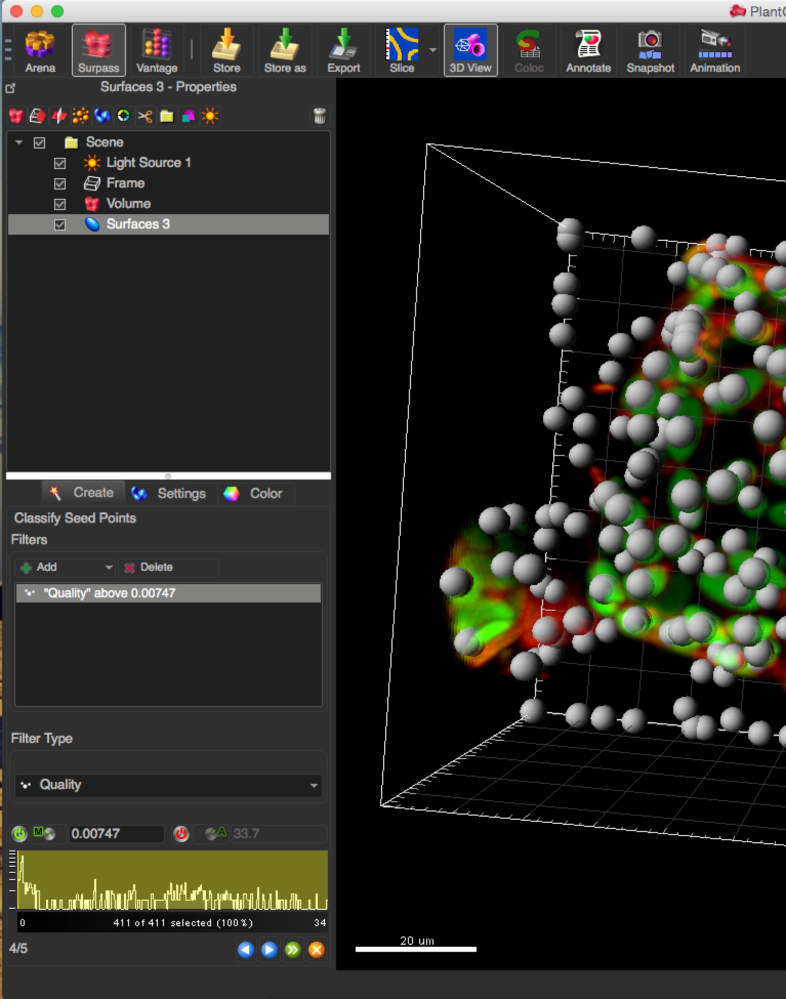 PlantC
Arena
Surpass
Vantage
Store
Store as
Export
Slice
3D View
Coloc
Annotate
Snapshot
Animation
Surfaces 3 - Properties
Scene
Light Source 1
Frame
Volume
Surfaces 3
Create
Settings
Color
Classify Seed Points
Filters
Add
Delete
"Quality" above 0.00747
Filter Type
Quality
M
0.00747
A
33.7
0
411 of 411 selected (100%)
34
4/5
20 um